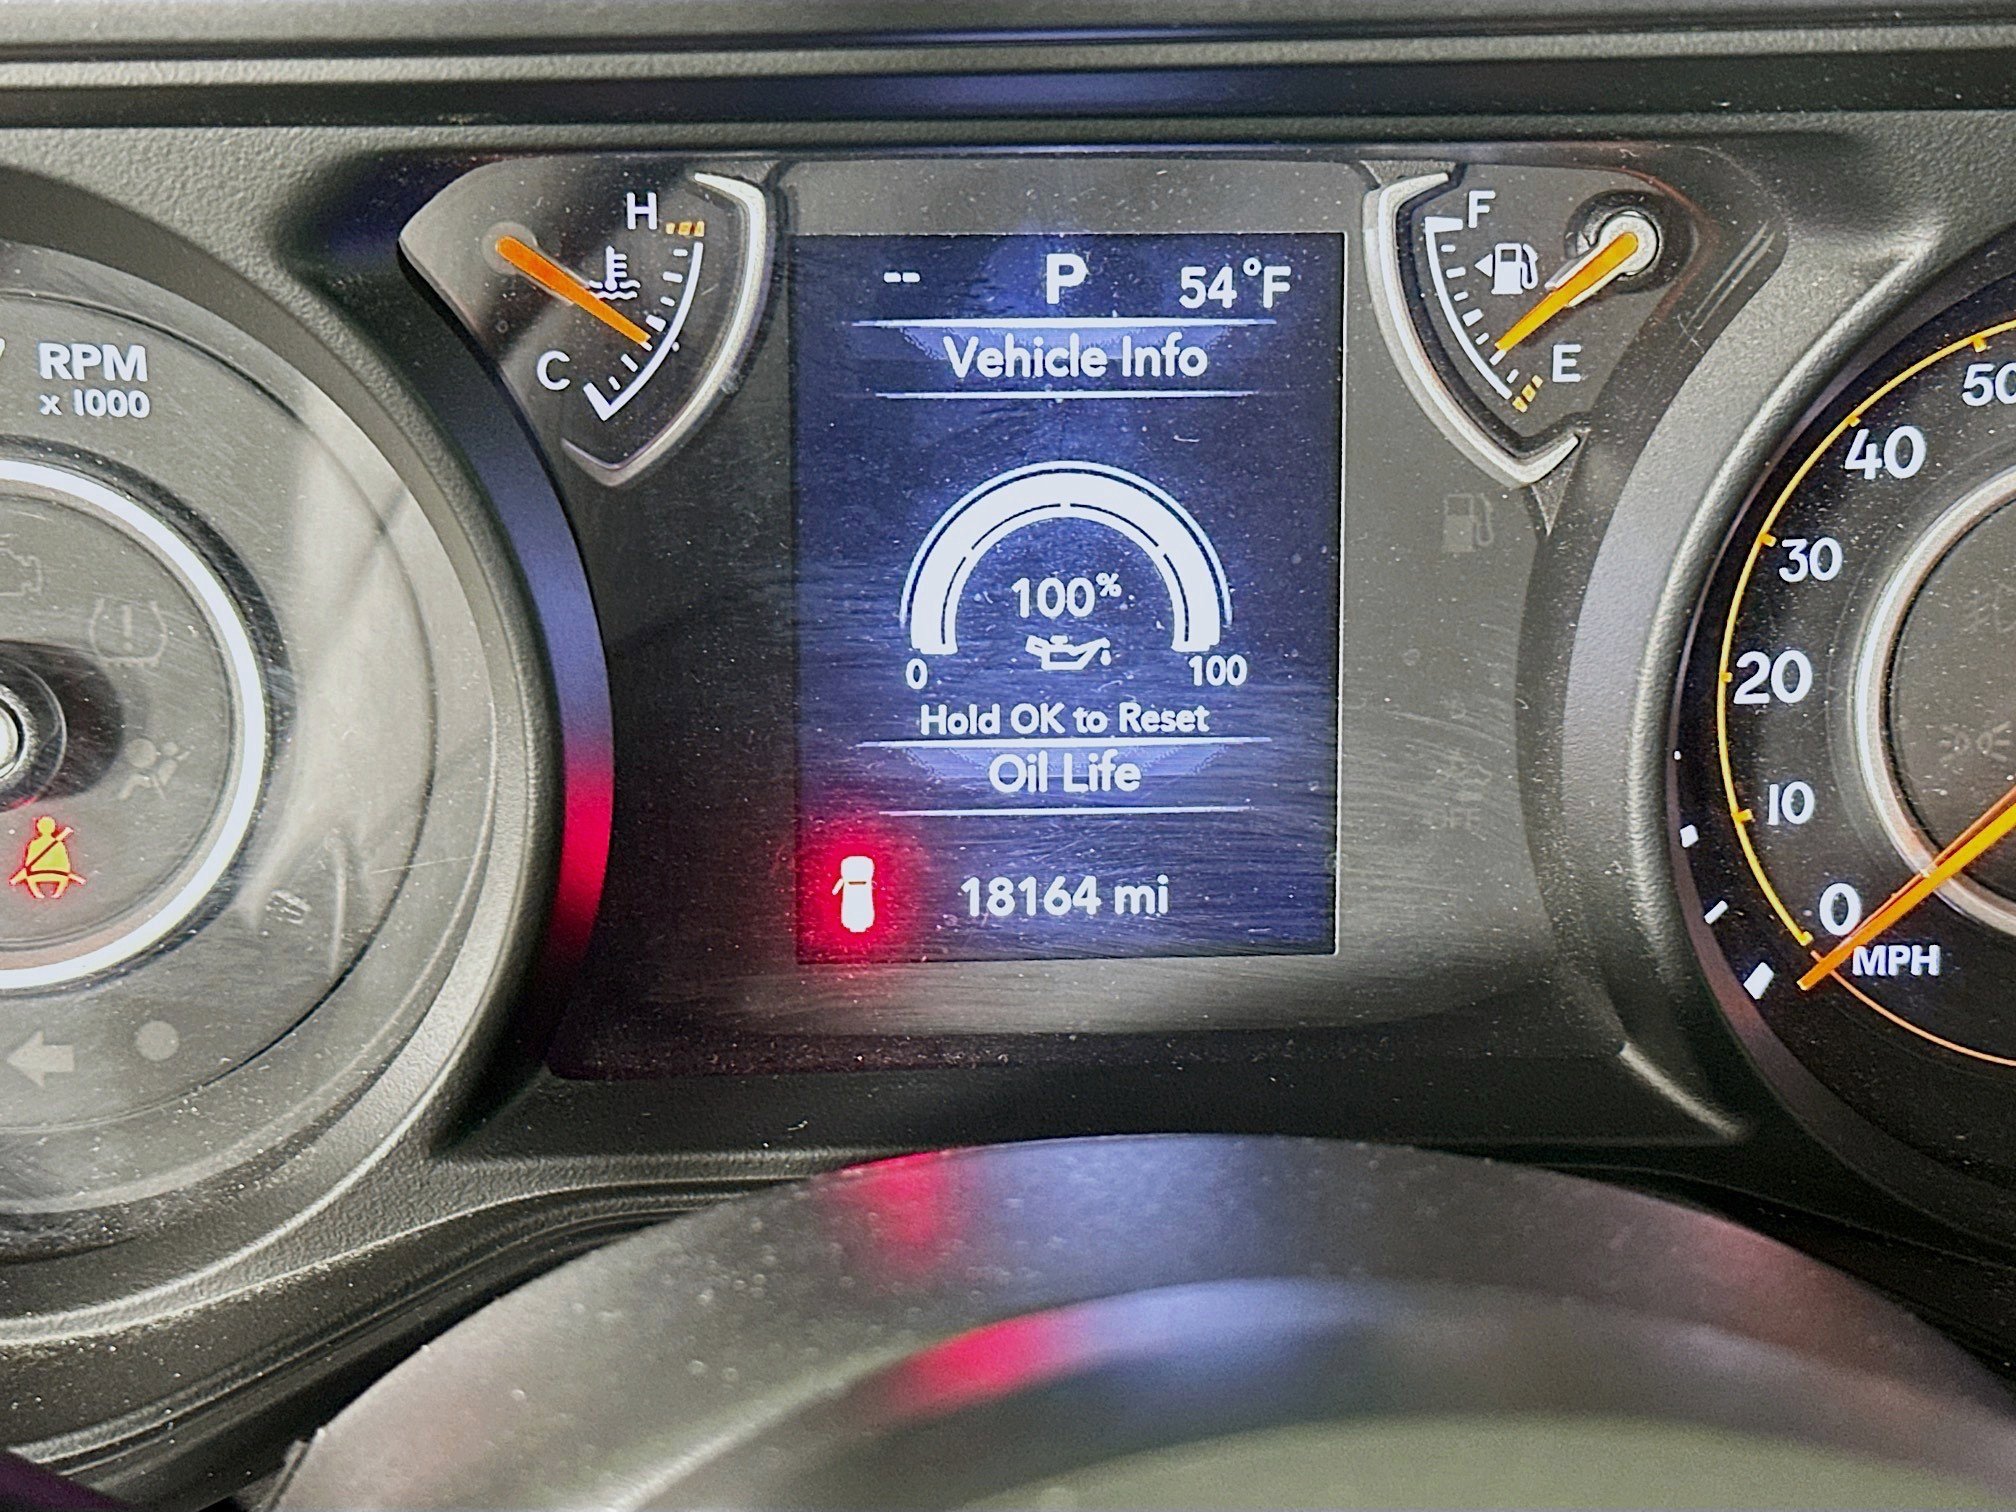 -- P 54°F
Vehicle Info
100%
0 100
Hold OK to Reset
Oil Life
18164 mi
H
C
F
E
RPM
x 1000
50
40
30
20
10
0
MPH
OFF